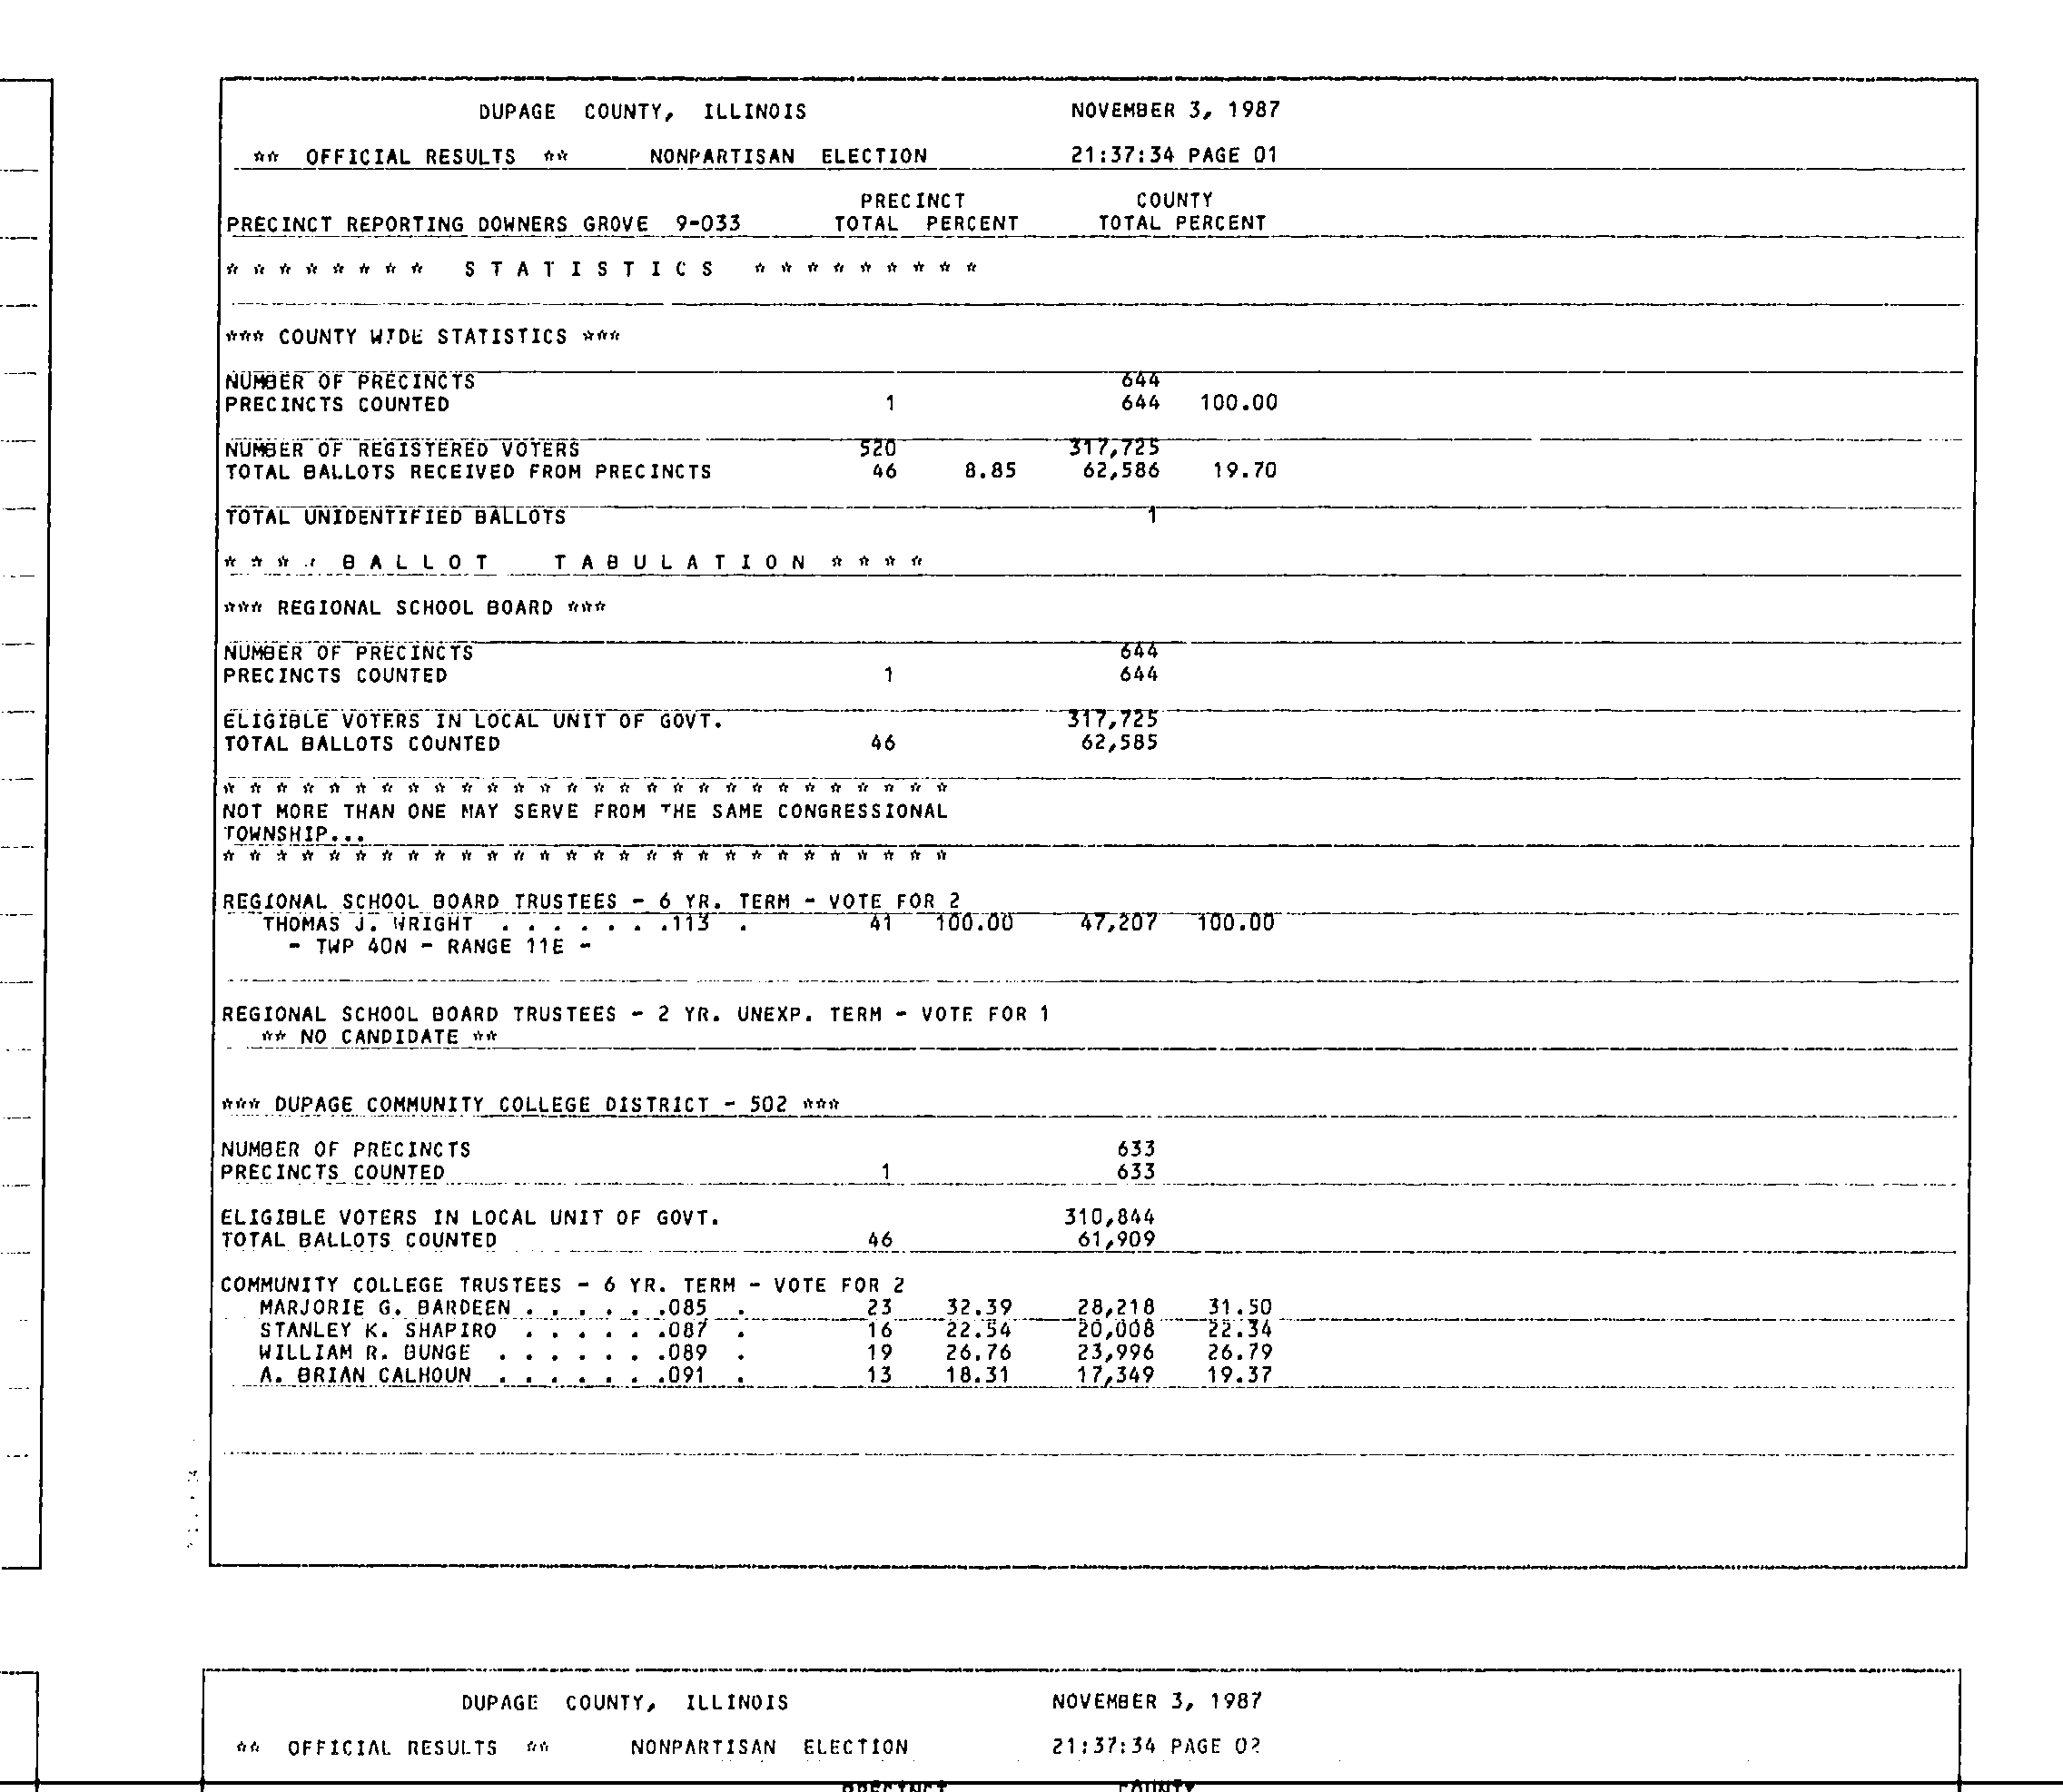 DUPAGE COUNTY, ILLINOIS NOVEMBER 3, 1987
** OFFICIAL RESULTS ** NONPARTISAN ELECTION 21:37:34 PAGE 01
PRECINCT COUNTY
PRECINCT REPORTING DOWNERS GROVE 9-033 TOTAL PERCENT TOTAL PERCENT
* * * * * * * * S T A T I S T I C S * * * * * * * * *
*** COUNTY WIDE STATISTICS ***
NUMBER OF PRECINCTS 644
PRECINCTS COUNTED 1 644 100.00
NUMBER OF REGISTERED VOTERS 520 317,725
TOTAL BALLOTS RECEIVED FROM PRECINCTS 46 8.85 62,586 19.70
TOTAL UNIDENTIFIED BALLOTS 1
* * * * B A L L O T T A B U L A T I O N * * * *
*** REGIONAL SCHOOL BOARD ***
NUMBER OF PRECINCTS 644
PRECINCTS COUNTED 1 644
ELIGIBLE VOTERS IN LOCAL UNIT OF GOVT. 317,725
TOTAL BALLOTS COUNTED 46 62,585
* * * * * * * * * * * * * * * * * * * * * * * * * * * *
NOT MORE THAN ONE MAY SERVE FROM THE SAME CONGRESSIONAL
TOWNSHIP...
* * * * * * * * * * * * * * * * * * * * * * * * * * * *
REGIONAL SCHOOL BOARD TRUSTEES - 6 YR. TERM - VOTE FOR 2
THOMAS J. WRIGHT . . . . . . .113 . 41 100.00 47,207 100.00
- TWP 40N - RANGE 11E -
REGIONAL SCHOOL BOARD TRUSTEES - 2 YR. UNEXP. TERM - VOTE FOR 1
** NO CANDIDATE **
*** DUPAGE COMMUNITY COLLEGE DISTRICT - 502 ***
NUMBER OF PRECINCTS 633
PRECINCTS COUNTED 1 633
ELIGIBLE VOTERS IN LOCAL UNIT OF GOVT. 310,844
TOTAL BALLOTS COUNTED 46 61,909
COMMUNITY COLLEGE TRUSTEES - 6 YR. TERM - VOTE FOR 2
MARJORIE G. BARDEEN . . . . . .085 . 23 32.39 28,218 31.50
STANLEY K. SHAPIRO . . . . . .087 . 16 22.54 20,008 22.34
WILLIAM R. BUNGE . . . . . . .089 . 19 26.76 23,996 26.79
A. BRIAN CALHOUN . . . . . . .091 . 13 18.31 17,349 19.37
DUPAGE COUNTY, ILLINOIS NOVEMBER 3, 1987
** OFFICIAL RESULTS ** NONPARTISAN ELECTION 21:37:34 PAGE 02
PRECINCT COUNTY